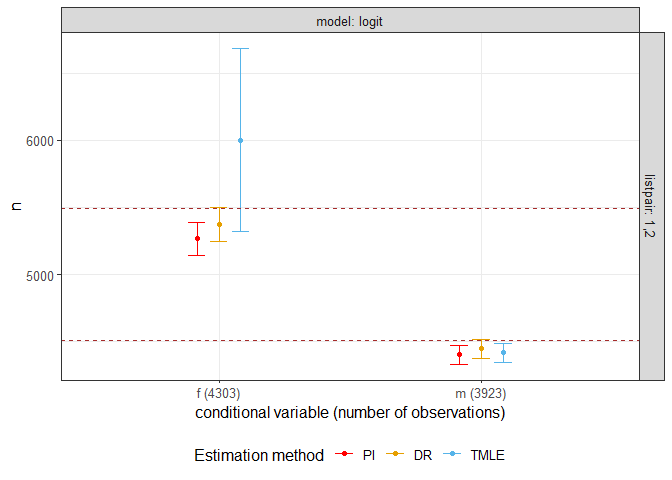 model: logit
6000
5000
n
listpair: 1,2
f (4303)
m (3923)
conditional variable (number of observations)
Estimation method
PI
DR
TMLE